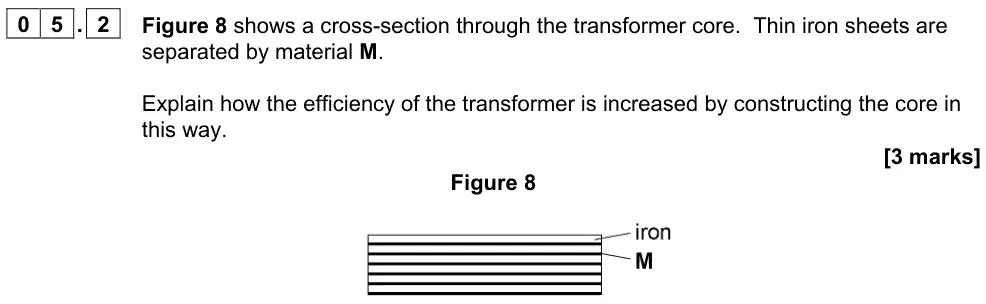 0 5 . 2 Figure 8 shows a cross-section through the transformer core. Thin iron sheets are
separated by material M.
Explain how the efficiency of the transformer is increased by constructing the core in
this way.
[3 marks]
Figure 8
iron
M